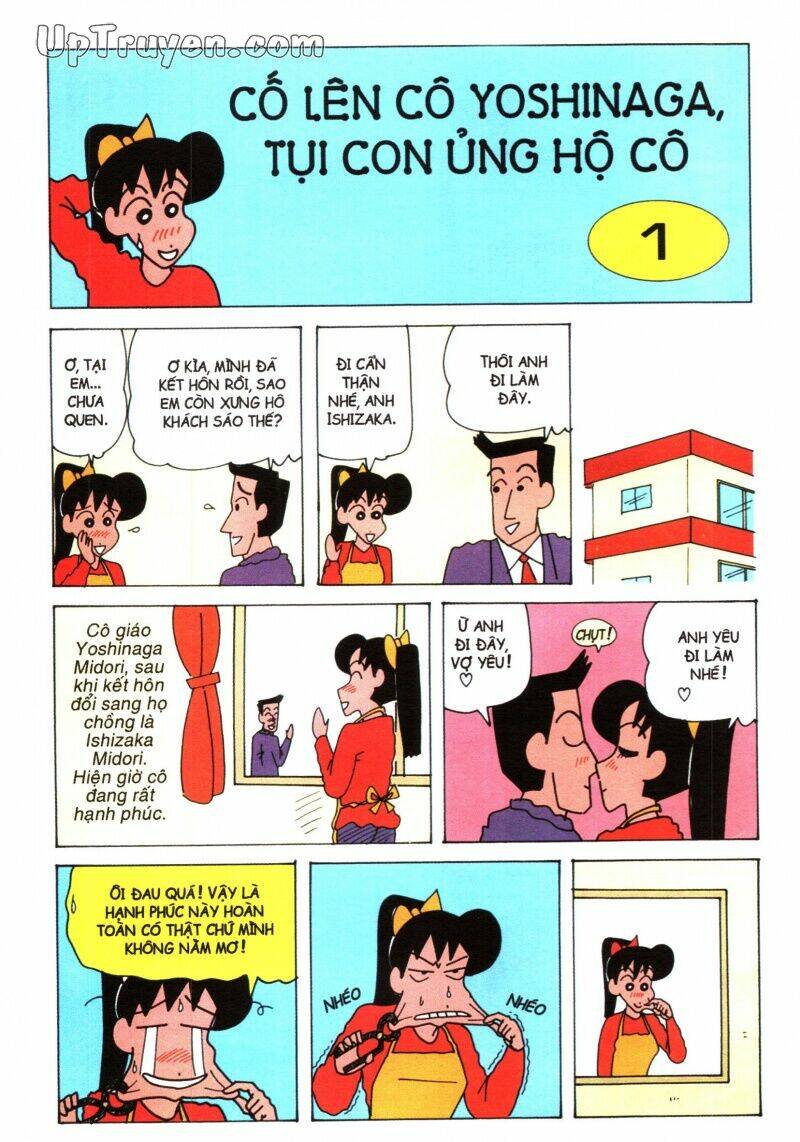 UpTruyen.com
CỐ LÊN CÔ YOSHINAGA,
TỤI CON ỦNG HỘ CÔ
1
THÔI ANH
ĐI LÀM
ĐÂY.
ĐI CẨN
THẬN
NHÉ, ANH
ISHIZAKA.
Ơ KÌA, MÌNH ĐÃ
KẾT HÔN RỒI, SAO
EM CÒN XƯNG HÔ
KHÁCH SÁO THẾ?
Ơ, TẠI
EM...
CHƯA
QUEN.
ANH YÊU
ĐI LÀM
NHÉ!
CHỤT!
Ừ ANH
ĐI ĐÂY,
VỢ YÊU!
Cô giáo
Yoshinaga
Midori, sau
khi kết hôn
đổi sang họ
chồng là
Ishizaka
Midori.
Hiện giờ cô
đang rất
hạnh phúc.
NHÉO
NHÉO
ÔI ĐAU QUÁ! VẬY LÀ
HẠNH PHÚC NÀY HOÀN
TOÀN CÓ THẬT CHỨ MÌNH
KHÔNG NẰM MƠ!